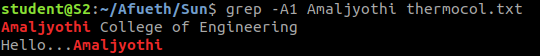 student@S2:~/Afueth/Sun$ grep -A1 Amaljyothi thermocol.txt
Amaljyothi College of Engineering
Hello...Amaljyothi